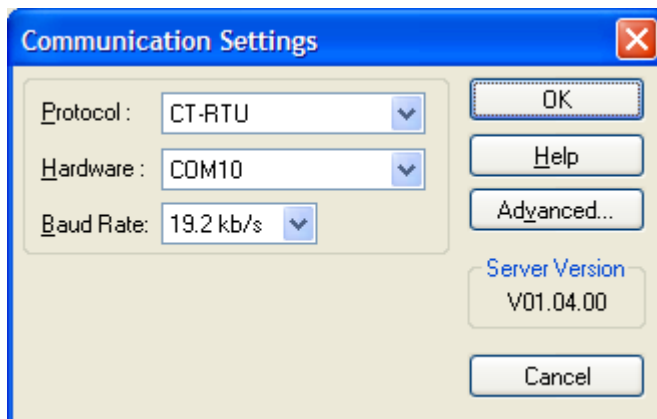 Communication Settings
Protocol :
CT-RTU
Hardware :
COM10
Baud Rate:
19.2 kb/s
OK
Help
Advanced...
Server Version
V01.04.00
Cancel